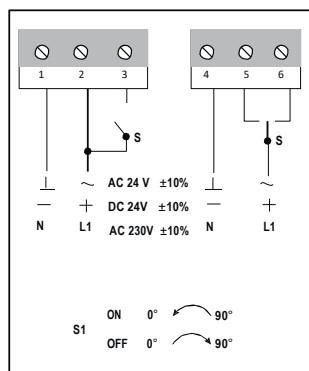 1 2 3 4 5 6
S S
AC 24 V ±10%
DC 24V ±10%
N L1 AC 230V ±10% N L1
ON 0° 90°
S1
OFF 0° 90°